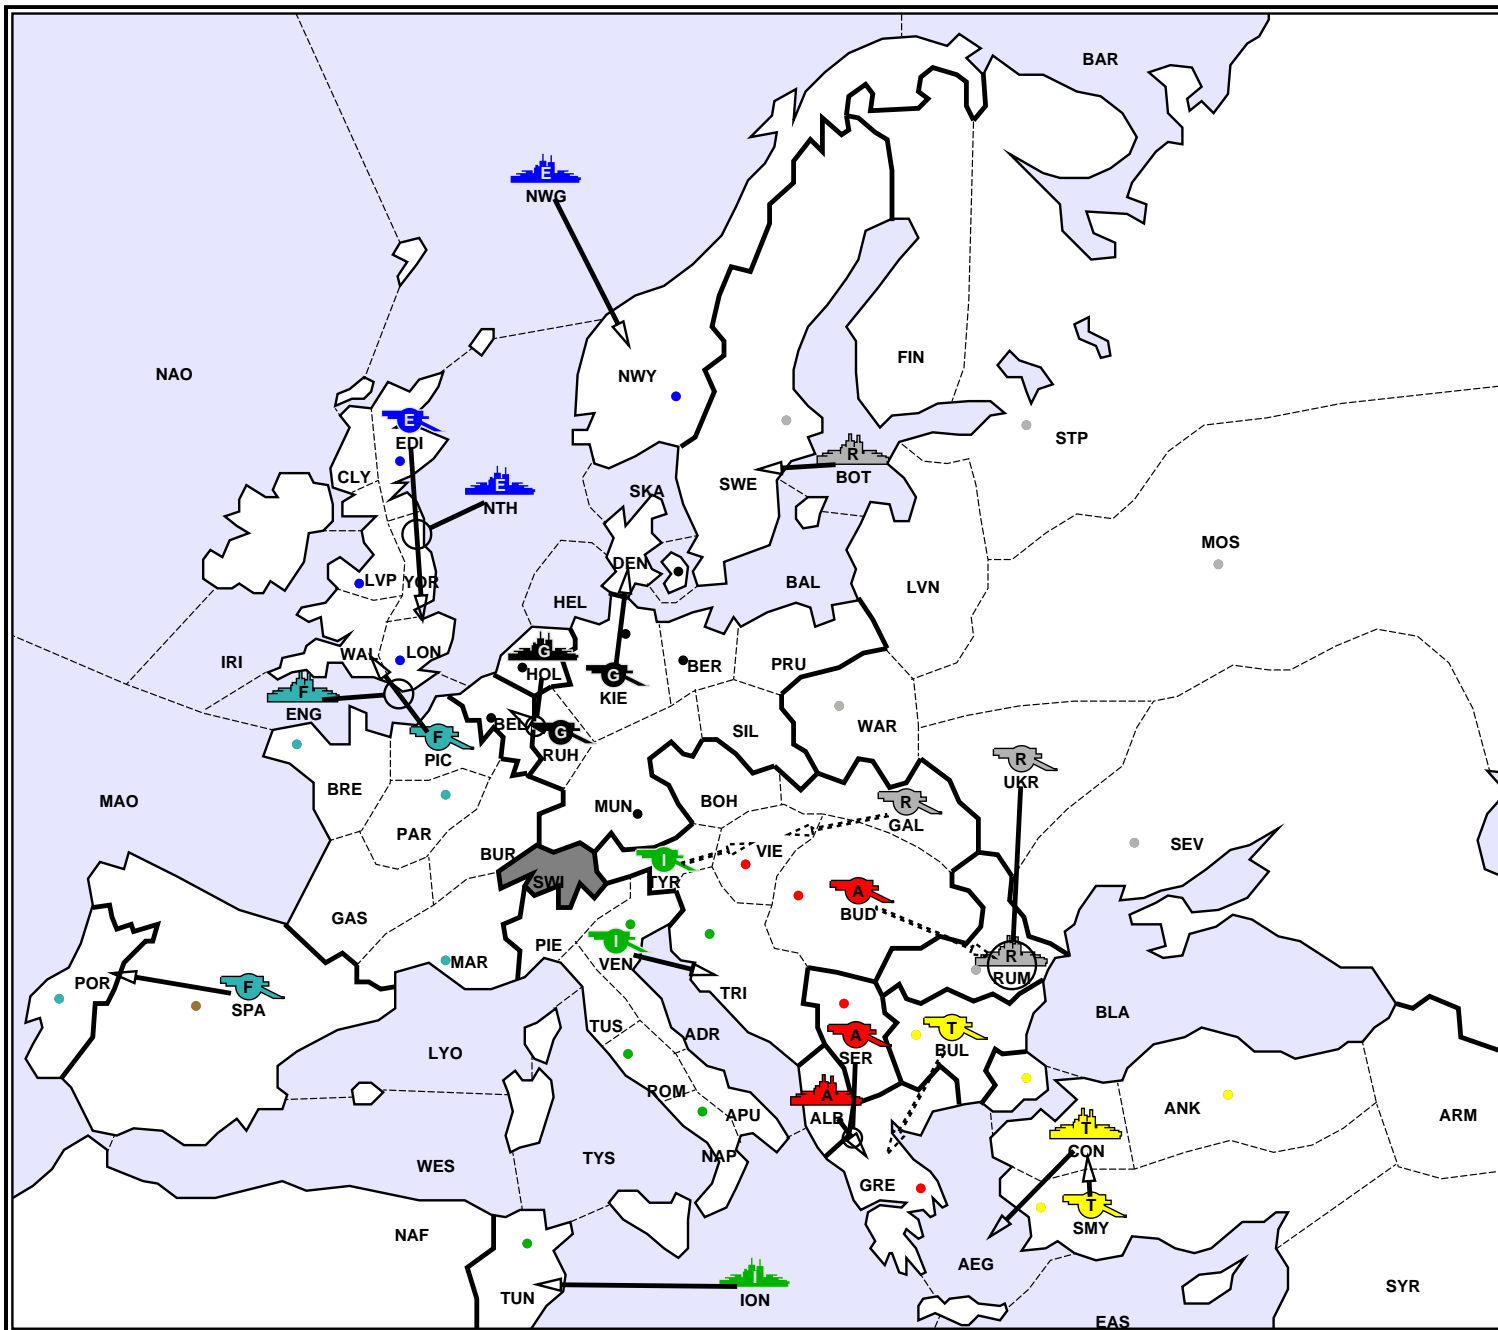 BAR
E
NWG
NAO
FIN
NWY
E
EDI
STP
R
BOT
CLY
SWE
SKA
E
NTH
MOS
DEN
BAL
LVN
LVP
YOR
HEL
IRI
WAL
LON
G
HOL
BER
PRU
G
KIE
F
ENG
BEL
G
RUH
WAR
SIL
F
PIC
R
UKR
BRE
MAO
MUN
BOH
R
GAL
PAR
SEV
BUR
VIE
I
TYR
SWI
A
BUD
GAS
PIE
I
VEN
R
RUM
MAR
POR
F
SPA
TRI
BLA
TUS
ADR
T
BUL
LYO
A
SER
ROM
A
ALB
APU
ANK
ARM
T
CON
NAP
WES
TYS
GRE
T
SMY
NAF
AEG
I
ION
TUN
SYR
EAS